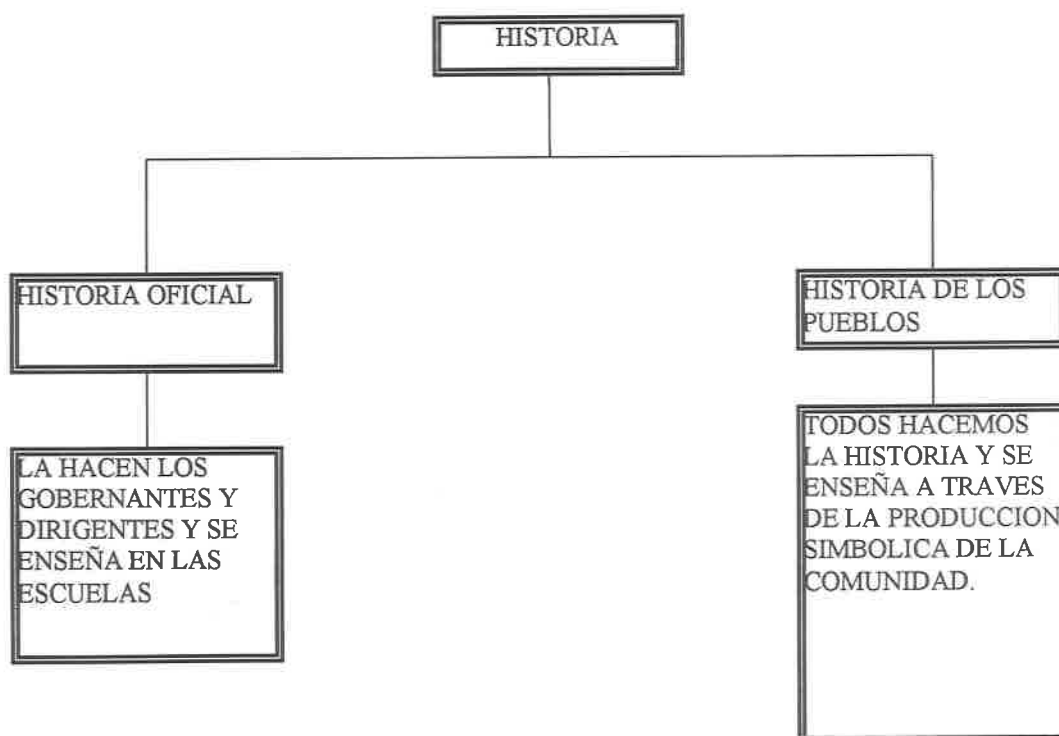 HISTORIA
HISTORIA OFICIAL
HISTORIA DE LOS
PUEBLOS
LA HACEN LOS
GOBERNANTES Y
DIRIGENTES Y SE
ENSEÑA EN LAS
ESCUELAS
TODOS HACEMOS
LA HISTORIA Y SE
ENSEÑA A TRAVES
DE LA PRODUCCION
SIMBOLICA DE LA
COMUNIDAD.